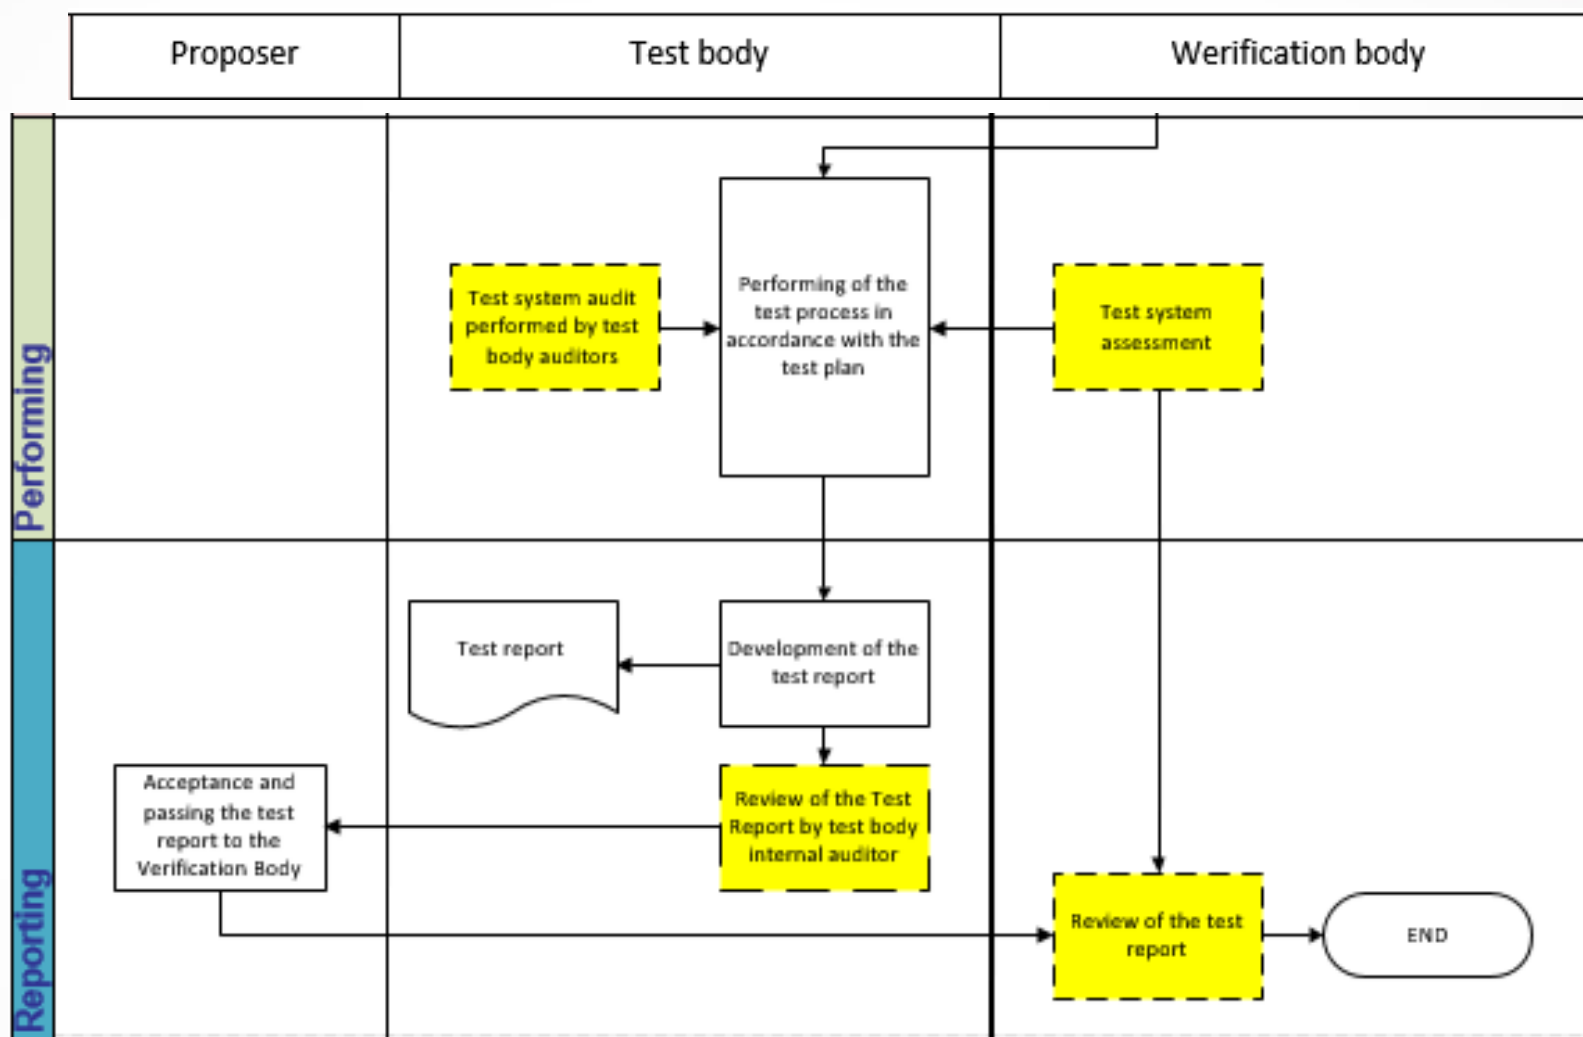 Proposer
Test body
Werification body
Performing
Test system audit
performed by test
body auditors
Performing of the
test process in
accordance with the
test plan
Test system
assessment
Reporting
Test report
Development of the
test report
Acceptance and
passing the test
report to the
Verification Body
Review of the Test
Report by test body
internal auditor
Review of the test
report
END